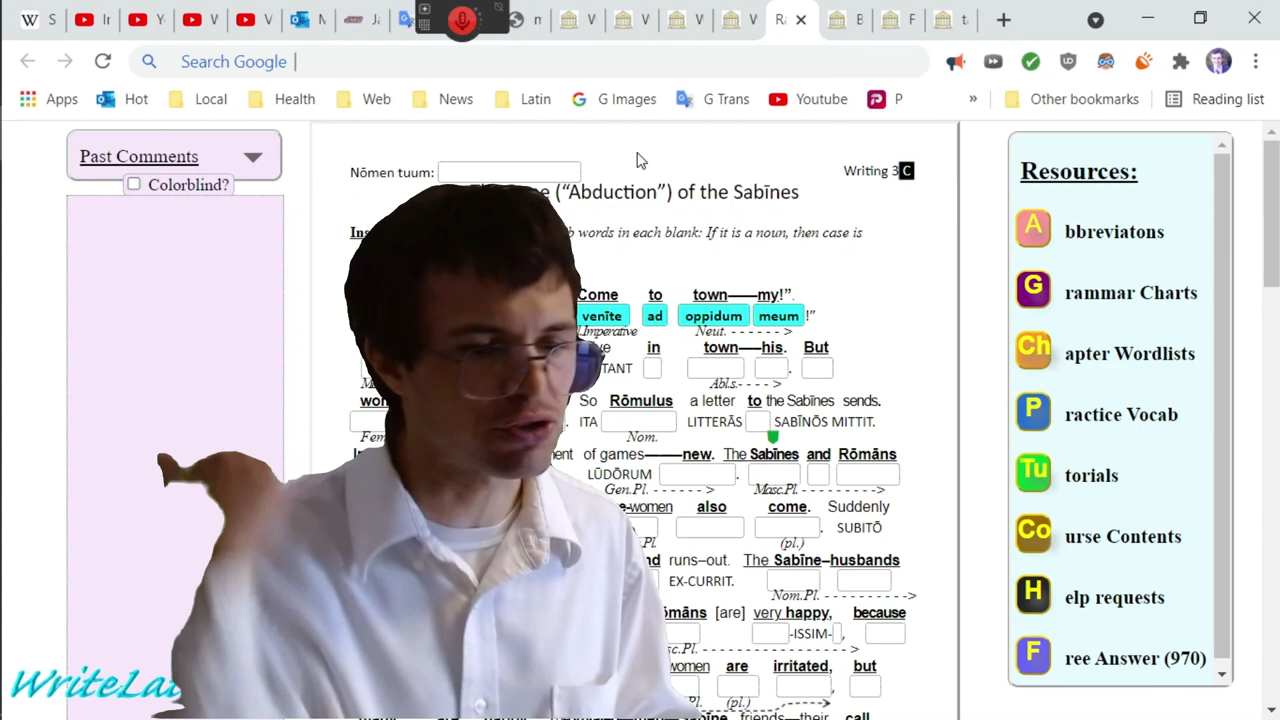 Search Google
Apps Hot Local Health Web News Latin G Images G Trans Youtube P » Other bookmarks Reading list
Past Comments
Colorblind?
Nōmen tuum: Writing 3C
(“Abduction”) of the Sabīnes
words in each blank: If it is a noun, then case is
Come to town——my!”.
venīte ad oppidum meum !”
Imperative Neut. - - - - - - >
in town——his. But
TANT .
Abl.s.- - - - >
So Rōmulus a letter to the Sabīnes sends.
ITA LITTERĀS SABĪNŌS MITTIT.
Fem Nom.
of games——new. The Sabīnes and Rōmāns
LŪDŌRUM .
Gen.Pl. - - - - - - - > Masc.Pl.- - - - - - - - - - - >
women also come. Suddenly
. SUBITŌ
(pl.)
runs–out. The Sabīne–husbands
EX-CURRIT.
Nom.Pl. - - - - - - - - - - - >
[are] very happy, because
-ISSIM- ,
women are irritated, but
,
(pl.)
call
Resources:
A bbreviatons
G rammar Charts
Ch apter Wordlists
P ractice Vocab
Tu torials
Co urse Contents
H elp requests
F ree Answer (970)